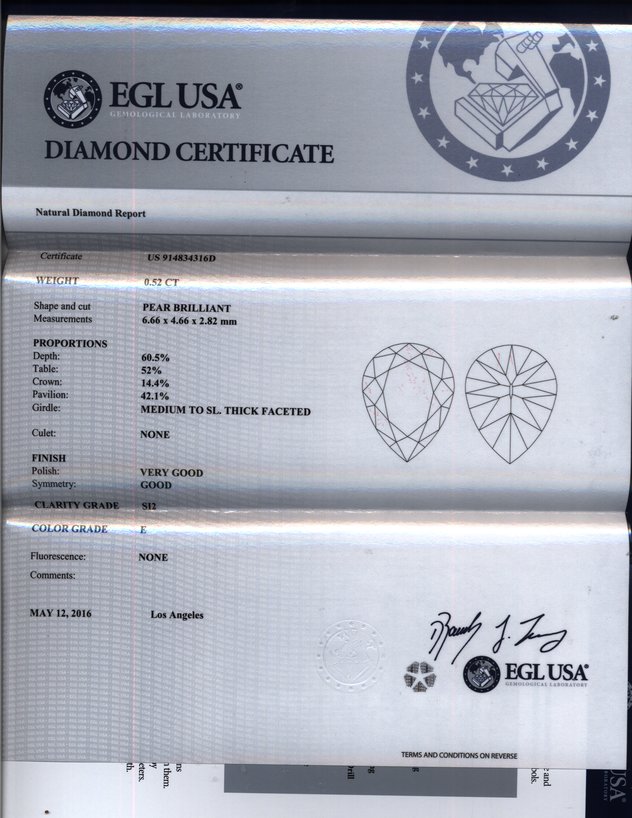 EGL USA®
GEMOLOGICAL LABORATORY
DIAMOND CERTIFICATE
Natural Diamond Report
Certificate US 914834316D
WEIGHT 0.52 CT
Shape and cut PEAR BRILLIANT
Measurements 6.66 x 4.66 x 2.82 mm
PROPORTIONS
Depth: 60.5%
Table: 52%
Crown: 14.4%
Pavilion: 42.1%
Girdle: MEDIUM TO SL. THICK FACETED
Culet: NONE
FINISH
Polish: VERY GOOD
Symmetry: GOOD
CLARITY GRADE SI2
COLOR GRADE E
Fluorescence: NONE
Comments:
MAY 12, 2016 Los Angeles
EGL USA®
GEMOLOGICAL LABORATORY
TERMS AND CONDITIONS ON REVERSE
them.
and
USA